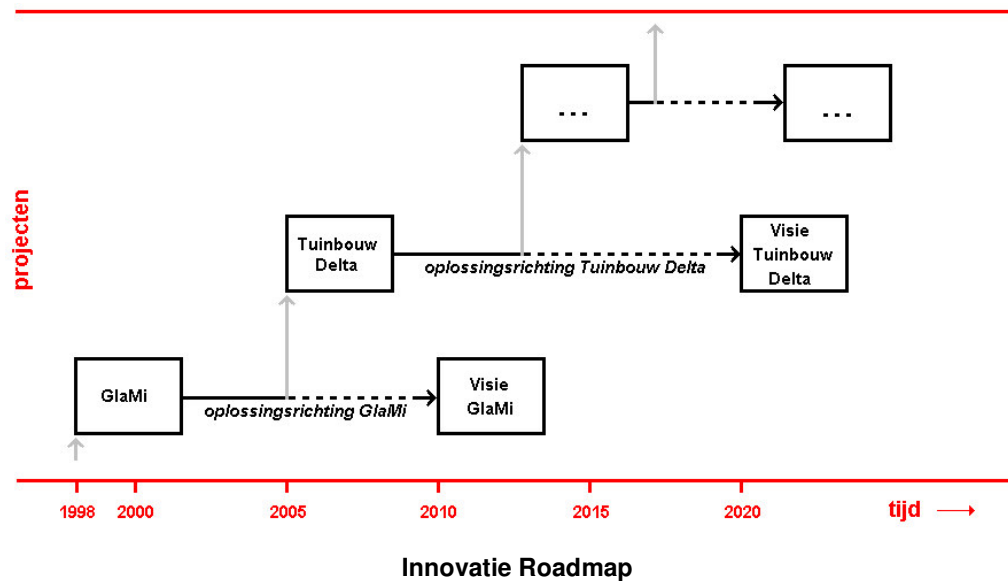 ...
...
projecten
Tuinbouw
Delta
oplossingsrichting Tuinbouw Delta
Visie
Tuinbouw
Delta
GlaMi
oplossingsrichting GlaMi
Visie
GlaMi
1998
2000
2005
2010
2015
2020
tijd
Innovatie Roadmap